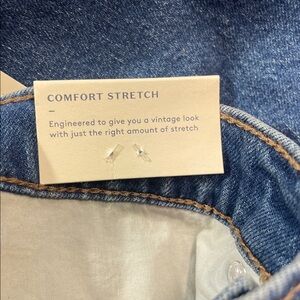 COMFORT STRETCH
–
Engineered to give you a vintage look
with just the right amount of stretch